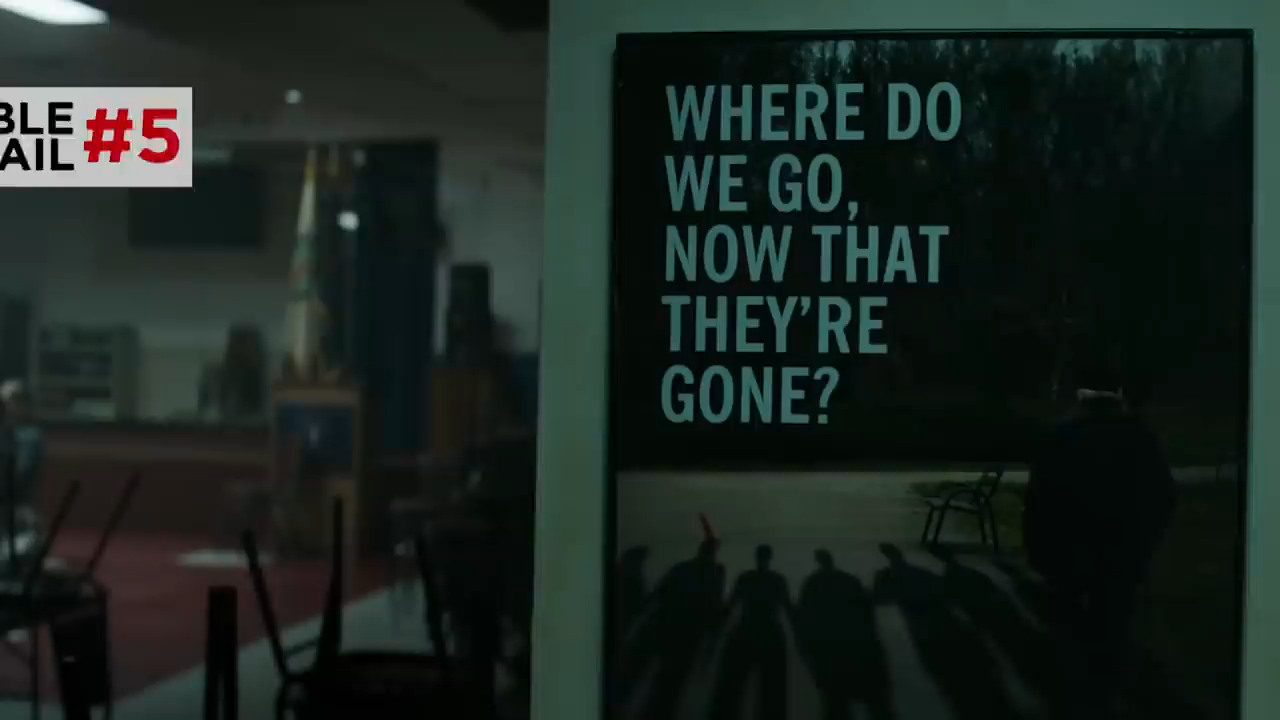 BLE
AIL #5
WHERE DO
WE GO,
NOW THAT
THEY'RE
GONE?